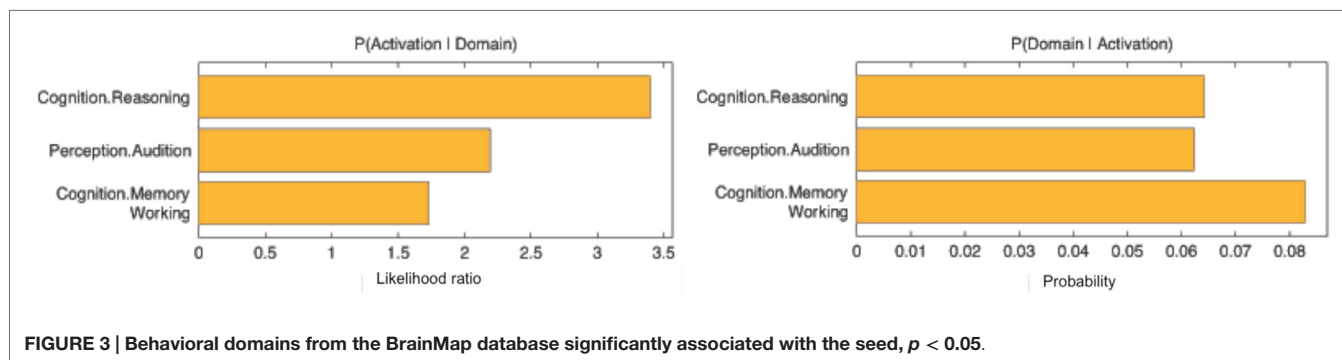 P(Activation | Domain)
Cognition.Reasoning
Perception.Audition
Cognition.Memory
Working
0 0.5 1 1.5 2 2.5 3 3.5
Likelihood ratio
P(Domain | Activation)
Cognition.Reasoning
Perception.Audition
Cognition.Memory
Working
0 0.01 0.02 0.03 0.04 0.05 0.06 0.07 0.08
Probability
FIGURE 3 | Behavioral domains from the BrainMap database significantly associated with the seed, p < 0.05.